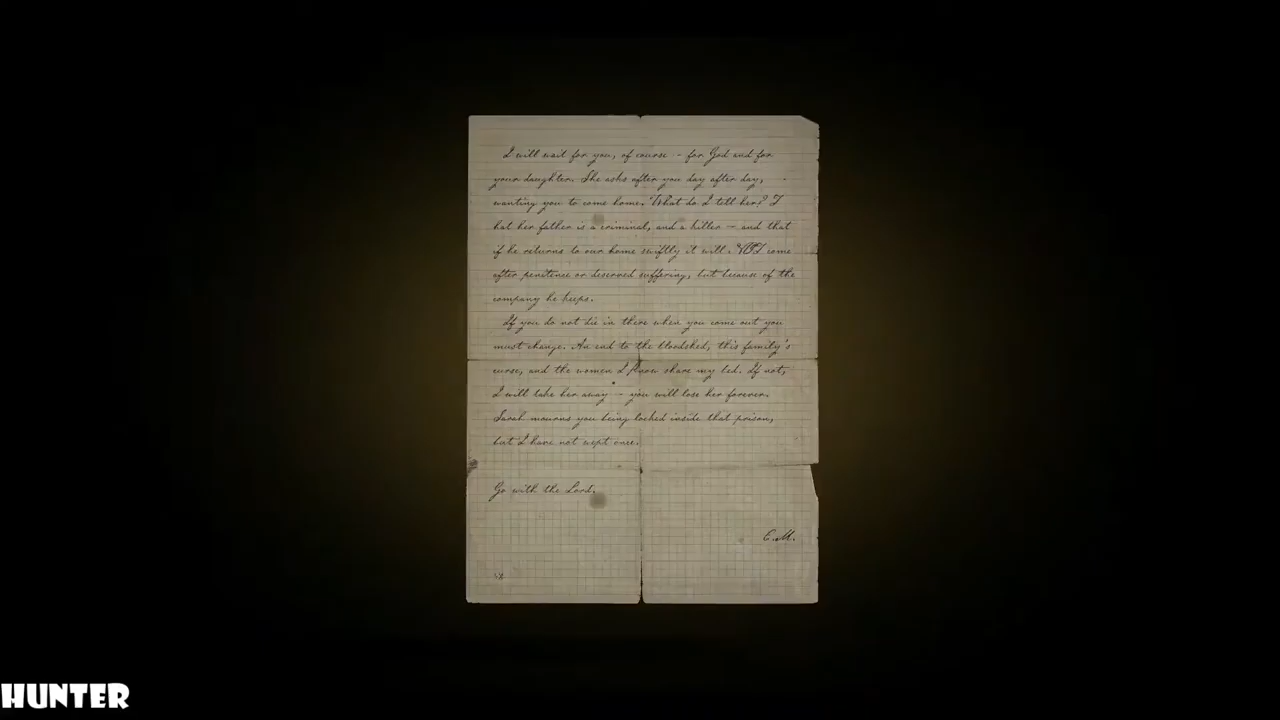 I will wait for you, of course - for God and for
your daughter. She asks after you day after day,
wanting you to come home. What do I tell her? T
hat her father is a criminal, and a killer - and that
if he returns to our home swiftly it will NOT come
after penitence or deserved suffering, but because of the
company he keeps.
If you do not die in there when you come out you
must change. An end to the bloodshed, this family's
curse, and the women I know share my bed. If not,
I will take her away - you will lose her forever.
Sarah mourns you being locked inside that prison,
but I have not wept once.
Go with the Lord.
C.M.
HUNTER